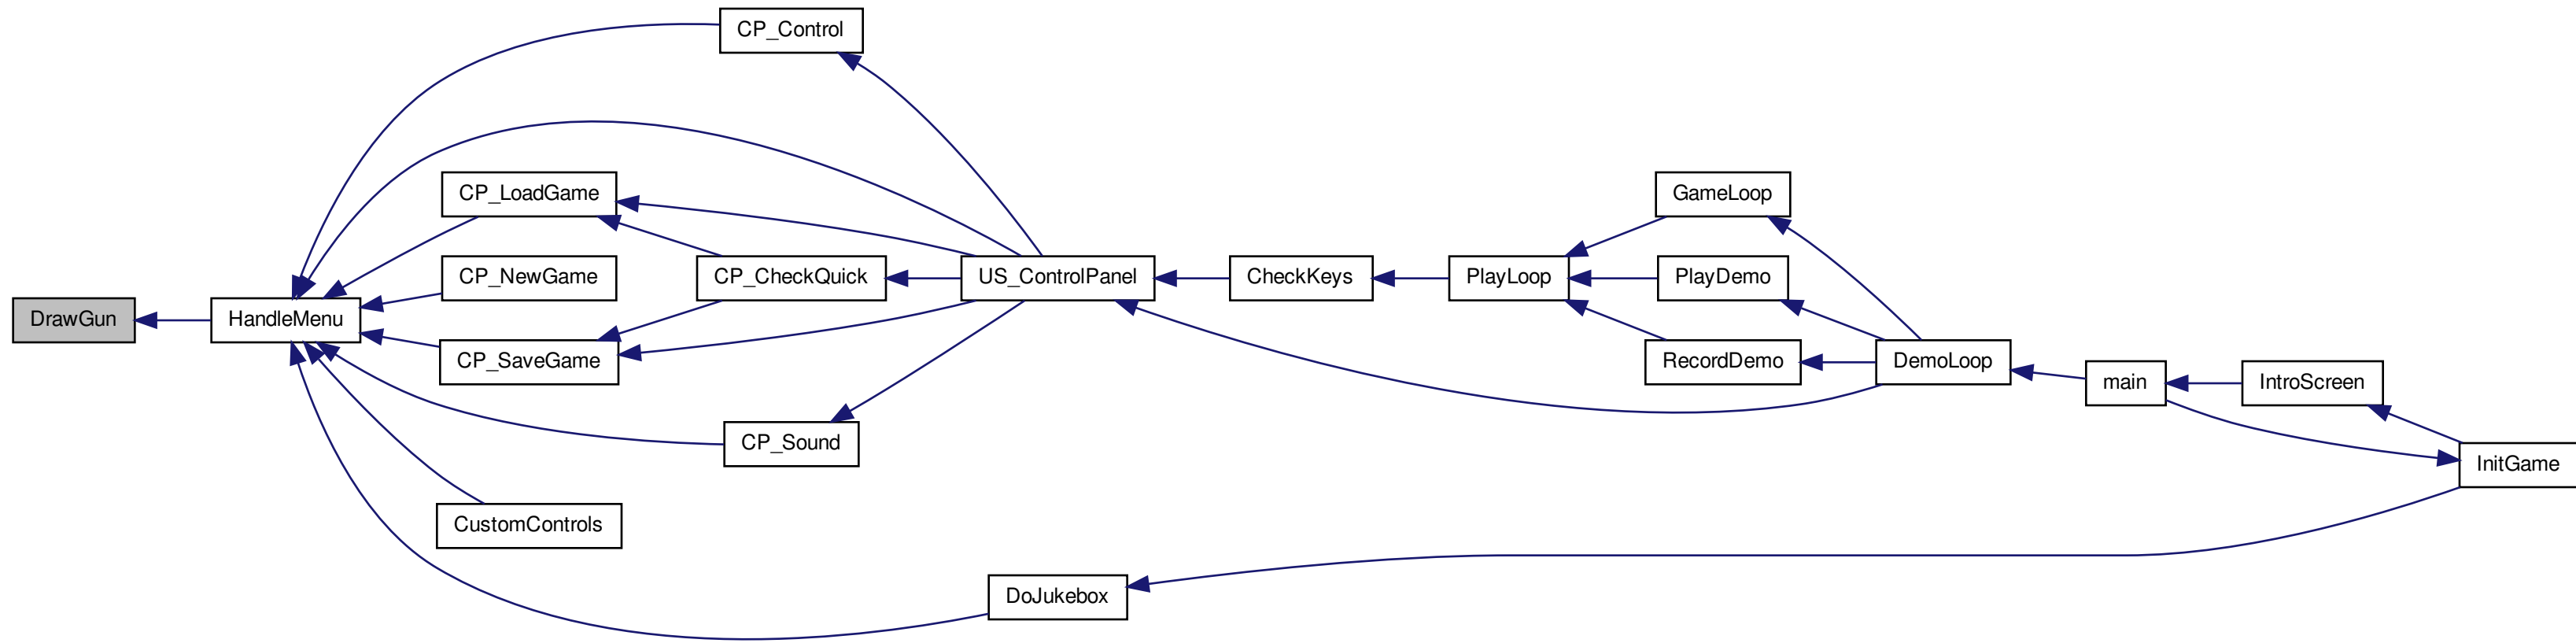 CP_Control
CP_LoadGame
GameLoop
CP_NewGame
CP_CheckQuick
US_ControlPanel
CheckKeys
PlayLoop
PlayDemo
DrawGun
HandleMenu
CP_SaveGame
RecordDemo
DemoLoop
main
IntroScreen
CP_Sound
InitGame
CustomControls
DoJukebox